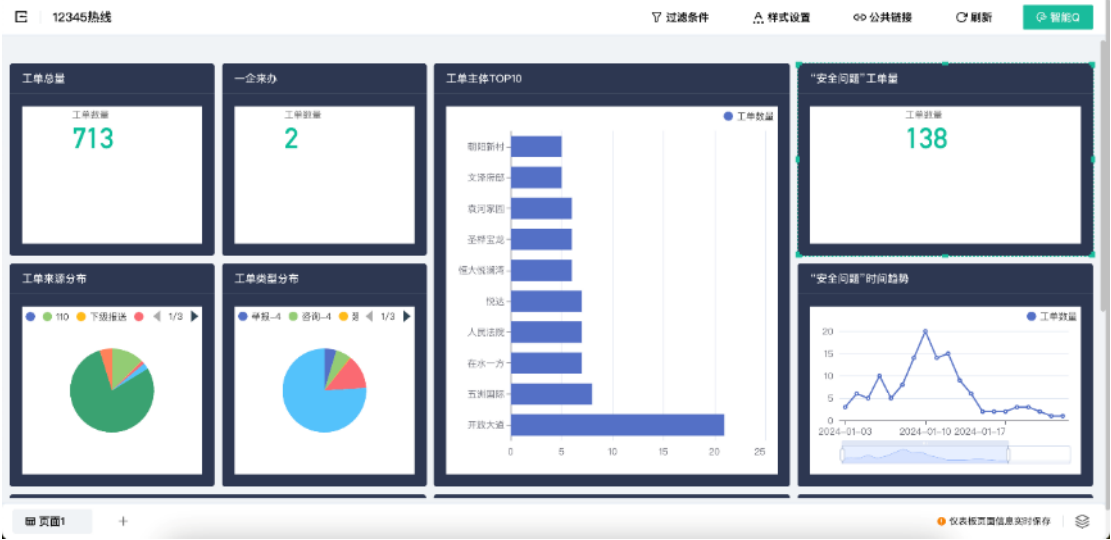 12345热线
过滤条件
样式设置
公共链接
刷新
智能Q
工单总量
工单数量
713
一企来办
工单数量
2
工单主体TOP10
工单数量
朝阳新村
文泽府邸
袁河家园
圣桦宝龙
恒大悦澜湾
悦达
人民法院
在水一方
五洲国际
开放大道
0
5
10
15
20
25
“安全问题”工单量
工单数量
138
工单来源分布
110
下级报送
1/3
工单类型分布
举报-4
咨询-4
1/3
“安全问题”时间趋势
工单数量
20
15
10
5
0
2024-01-03
2024-01-10
2024-01-17
页面1
仪表板页面信息实时保存